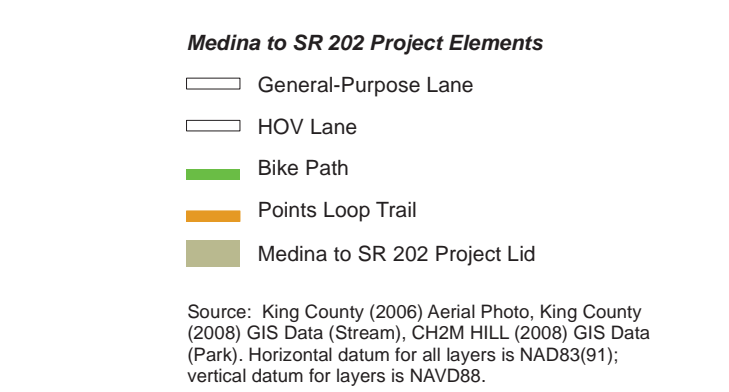 Medina to SR 202 Project Elements
General-Purpose Lane
HOV Lane
Bike Path
Points Loop Trail
Medina to SR 202 Project Lid
Source:  King County (2006) Aerial Photo, King County
(2008) GIS Data (Stream), CH2M HILL (2008) GIS Data
(Park). Horizontal datum for all layers is NAD83(91);
vertical datum for layers is NAVD88.